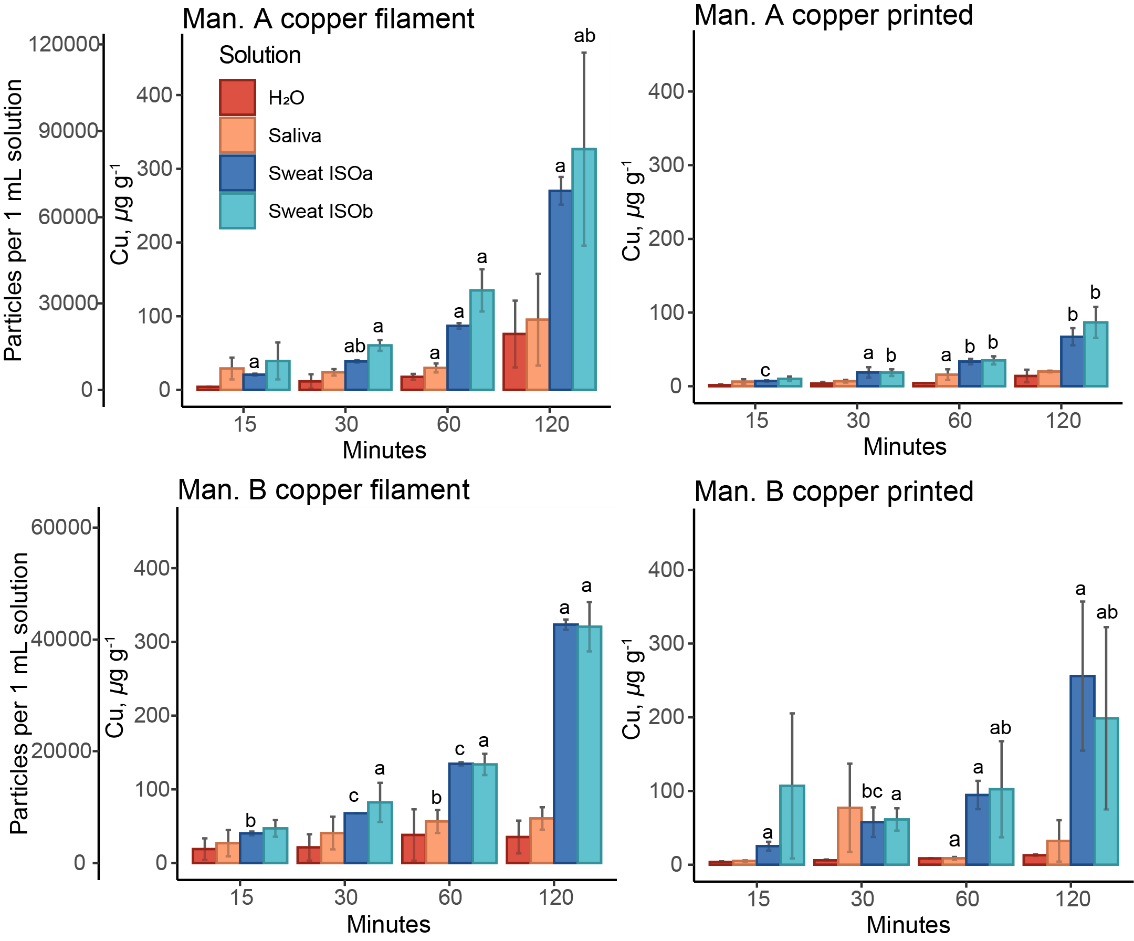 Man. A copper filament
Solution
H₂O
Saliva
Sweat ISOa
Sweat ISOb
Particles per 1 mL solution
120000
90000
60000
30000
0
Cu, µg g⁻¹
400
300
200
100
0
a
ab
a
a
a
a
a
ab
15
30
60
120
Minutes
Man. A copper printed
Cu, µg g⁻¹
400
300
200
100
0
c
a
b
a
b
b
b
b
15
30
60
120
Minutes
Man. B copper filament
Particles per 1 mL solution
60000
40000
20000
0
Cu, µg g⁻¹
400
300
200
100
0
b
c
a
b
c
a
a
a
15
30
60
120
Minutes
Man. B copper printed
Cu, µg g⁻¹
400
300
200
100
0
a
bc
a
a
a
ab
a
ab
15
30
60
120
Minutes